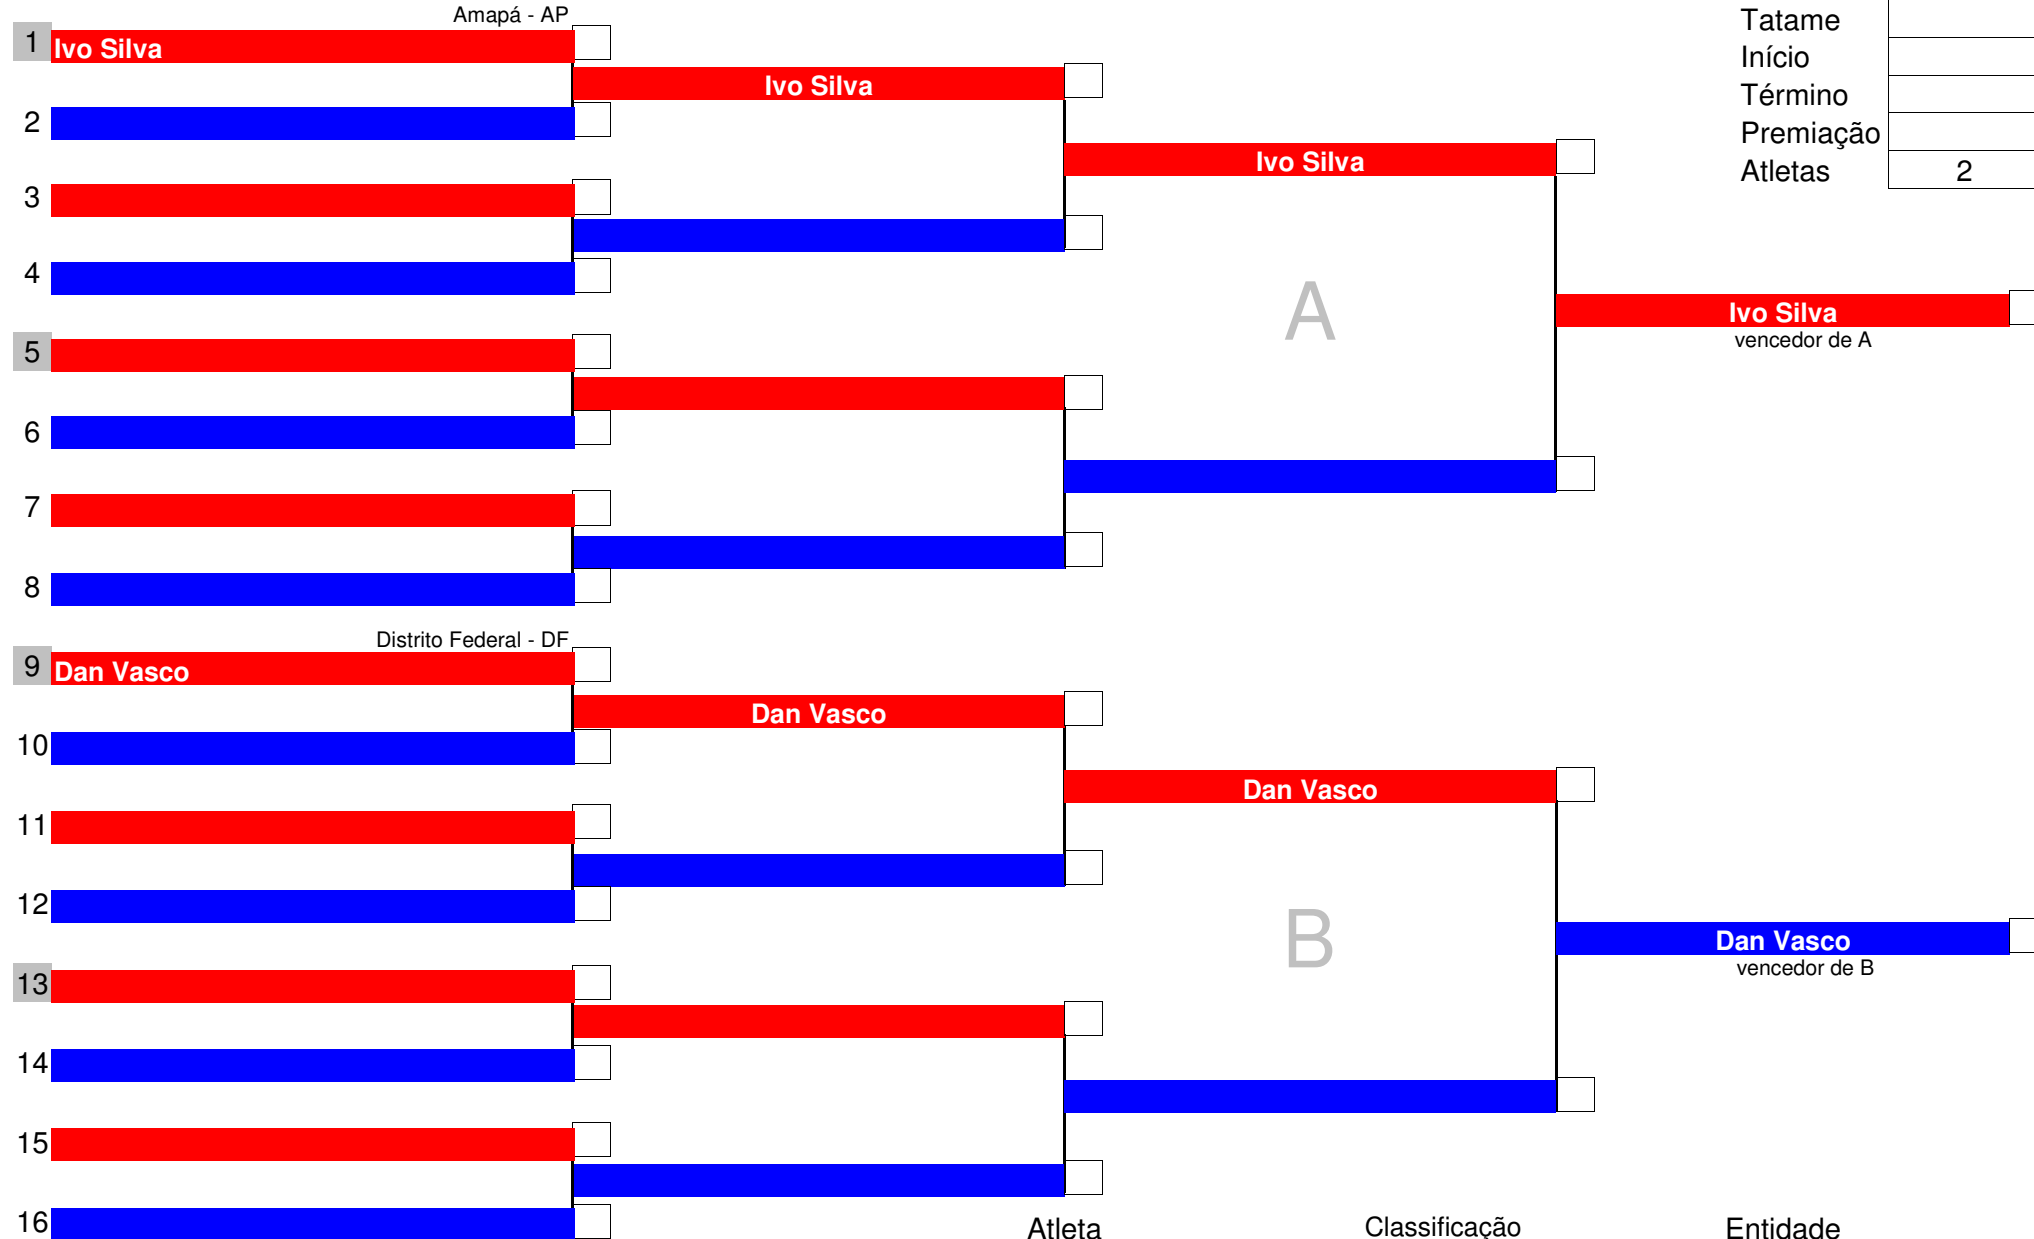 Amapá - AP
1 Ivo Silva
Ivo Silva
2
Ivo Silva
3
4
A
Ivo Silva
vencedor de A
5
6
7
8
Distrito Federal - DF
9 Dan Vasco
Dan Vasco
10
Dan Vasco
11
12
B
Dan Vasco
vencedor de B
13
14
15
16
Tatame
Início
Término
Premiação
Atletas 2
Atleta Classificação Entidade